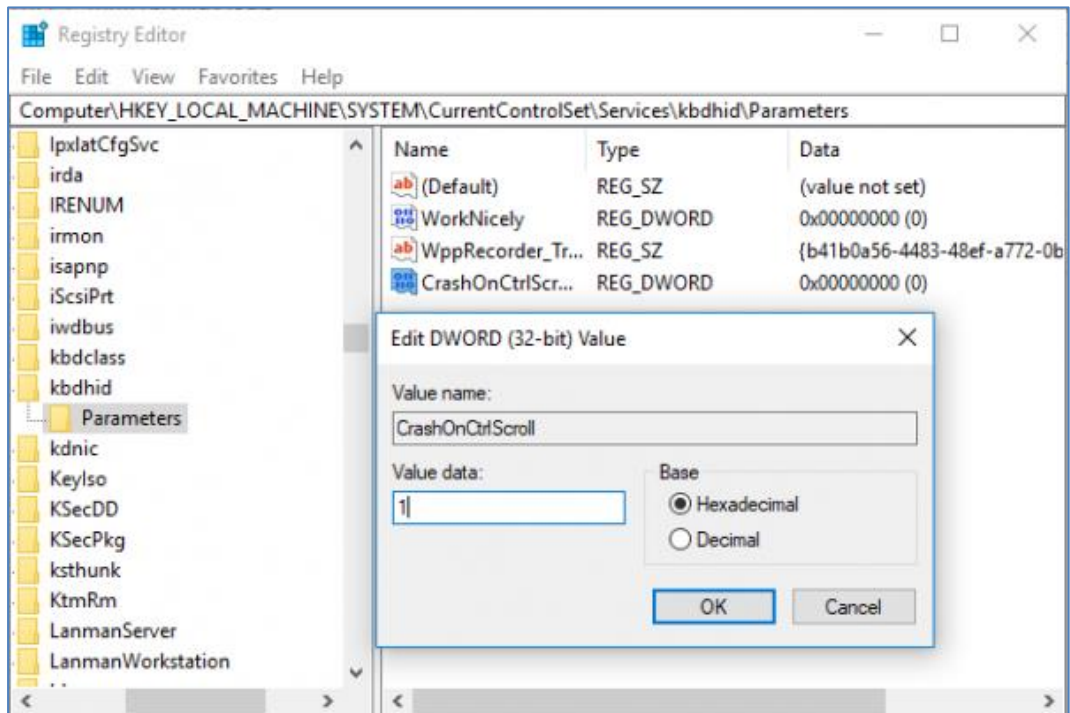 Registry Editor
File Edit View Favorites Help
Computer\HKEY_LOCAL_MACHINE\SYSTEM\CurrentControlSet\Services\kbdhid\Parameters
IpxlatCfgSvc
irda
IRENUM
irmon
isapnp
iScsiPrt
iwdbus
kbdclass
kbdhid
Parameters
kdnic
KeyIso
KSecDD
KSecPkg
ksthunk
KtmRm
LanmanServer
LanmanWorkstation
Name Type Data
(Default) REG_SZ (value not set)
WorkNicely REG_DWORD 0x00000000 (0)
WppRecorder_Tr... REG_SZ {b41b0a56-4483-48ef-a772-0b
CrashOnCtrlScr... REG_DWORD 0x00000000 (0)
Edit DWORD (32-bit) Value
Value name:
CrashOnCtrlScroll
Value data:
1
Base
Hexadecimal
Decimal
OK Cancel